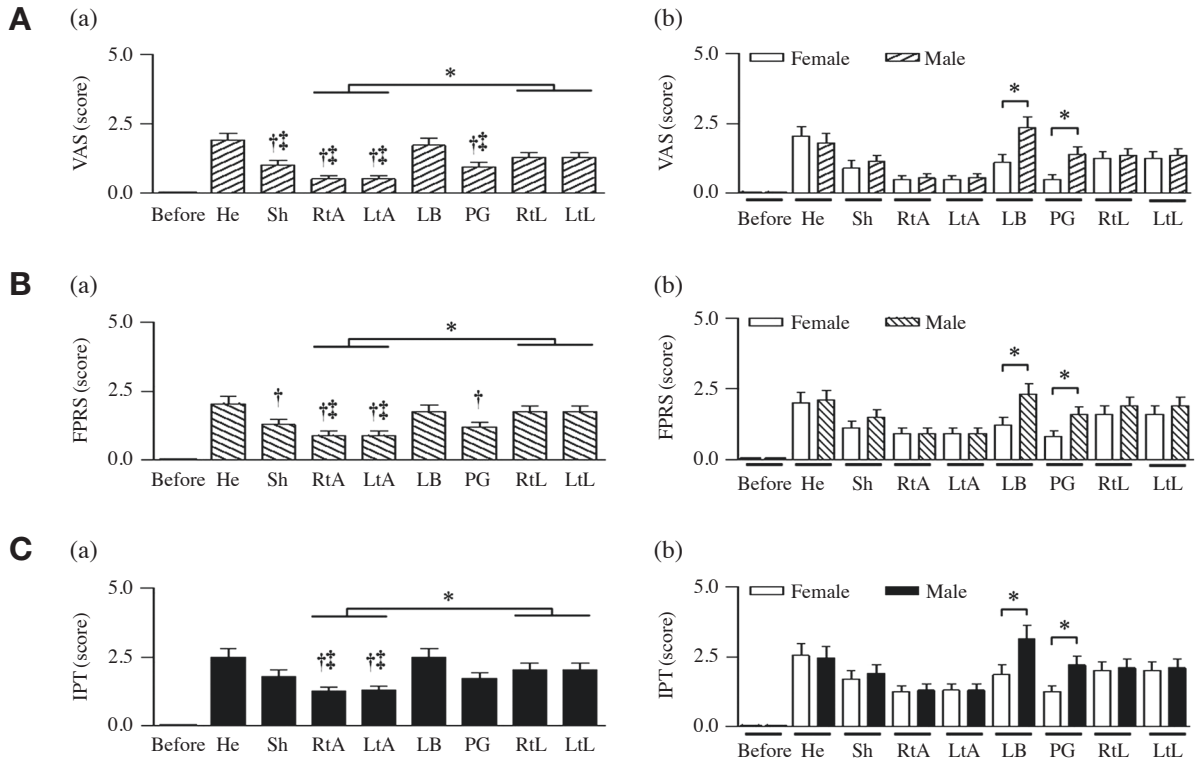 A
(a)
5.0
2.5
0.0
VAS (score)
*
†‡
†‡
†‡
†‡
Before He Sh RtA LtA LB PG RtL LtL
(b)
5.0
2.5
0.0
VAS (score)
Female Male
*
*
Before He Sh RtA LtA LB PG RtL LtL
B
(a)
5.0
2.5
0.0
FPRS (score)
*
†
†‡
†‡
†
Before He Sh RtA LtA LB PG RtL LtL
(b)
5.0
2.5
0.0
FPRS (score)
Female Male
*
*
Before He Sh RtA LtA LB PG RtL LtL
C
(a)
5.0
2.5
0.0
IPT (score)
*
†‡
†‡
Before He Sh RtA LtA LB PG RtL LtL
(b)
5.0
2.5
0.0
IPT (score)
Female Male
*
*
Before He Sh RtA LtA LB PG RtL LtL